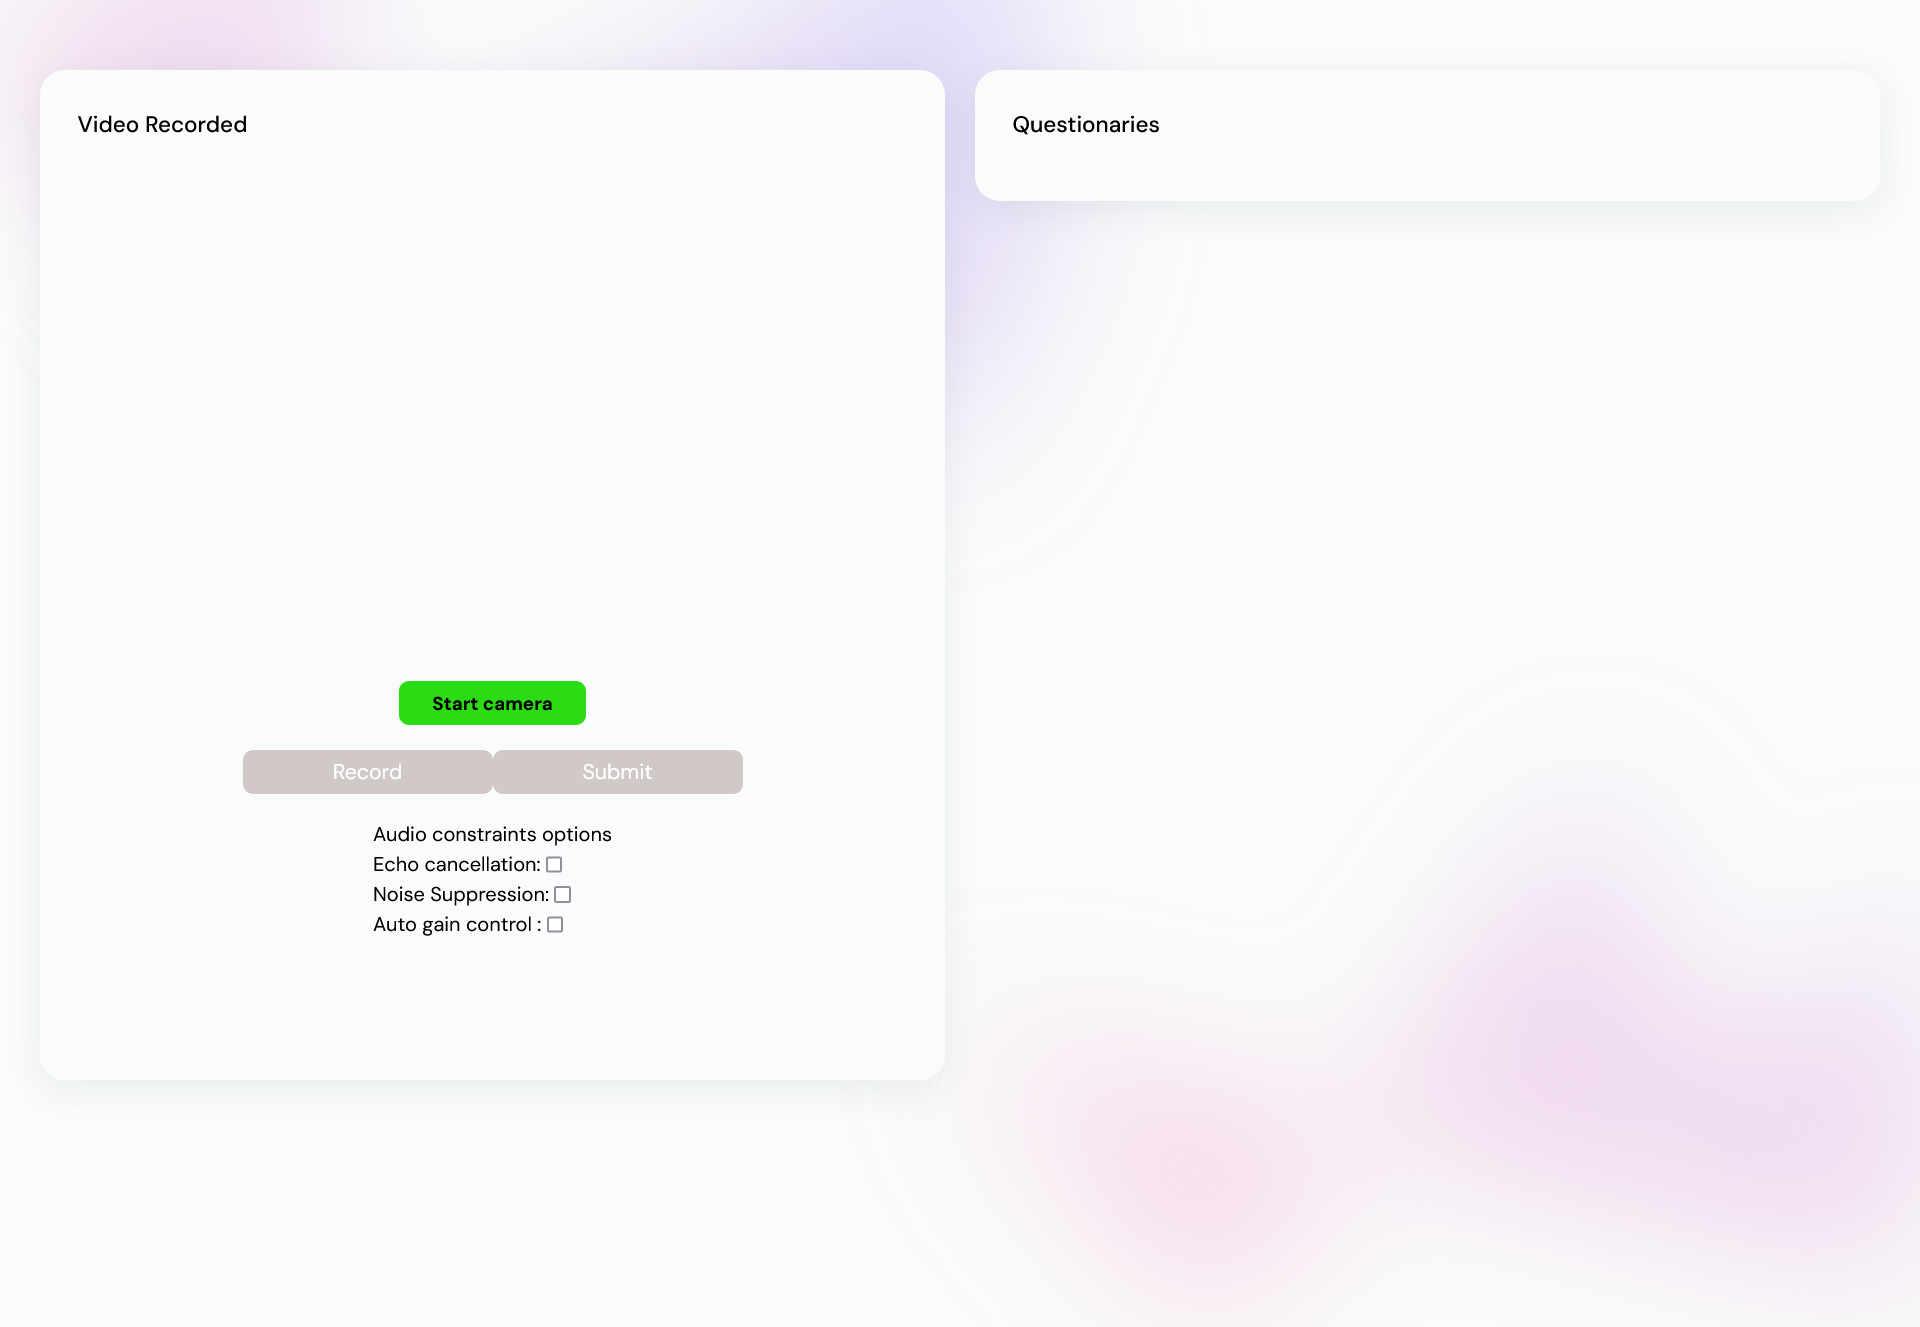 Video Recorded
Questionaries
Start camera
Record
Submit
Audio constraints options
Echo cancellation:
Noise Suppression:
Auto gain control :